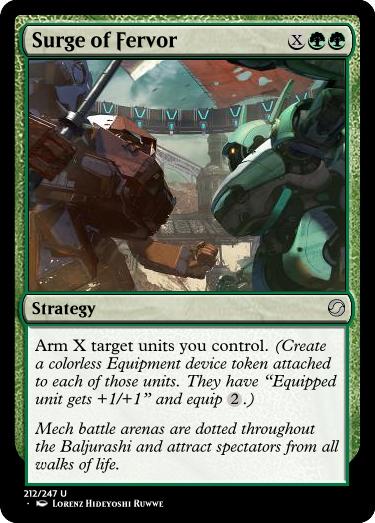 Surge of Fervor X
Strategy
Arm X target units you control. (Create
a colorless Equipment device token attached
to each of those units. They have “Equipped
unit gets +1/+1” and equip 2.)
Mech battle arenas are dotted throughout
the Baljurashi and attract spectators from all
walks of life.
212/247 U
· Lorenz Hideyoshi Ruwwe